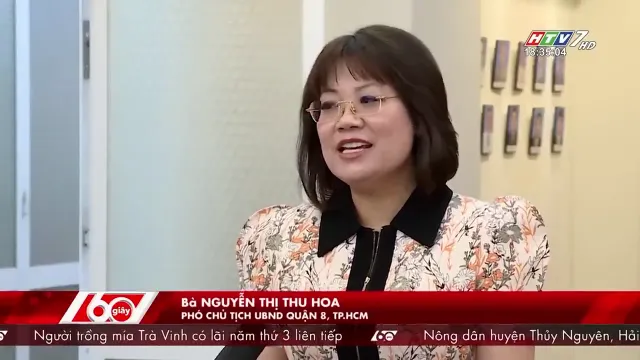 HTV7 HD
18:35:04
Bà NGUYỄN THỊ THU HOA
PHÓ CHỦ TỊCH UBND QUẬN 8, TP.HCM
60 giây
Người trồng mía Trà Vinh có lãi năm thứ 3 liên tiếp 60 Nông dân huyện Thủy Nguyên, Hải